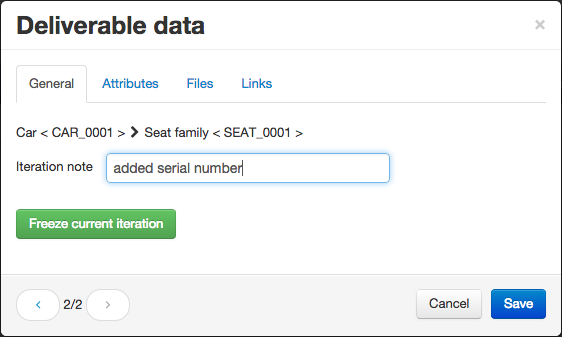 Deliverable data ×
General Attributes Files Links
Car < CAR_0001 > Seat family < SEAT_0001 >
Iteration note added serial number
Freeze current iteration
2/2 Cancel Save